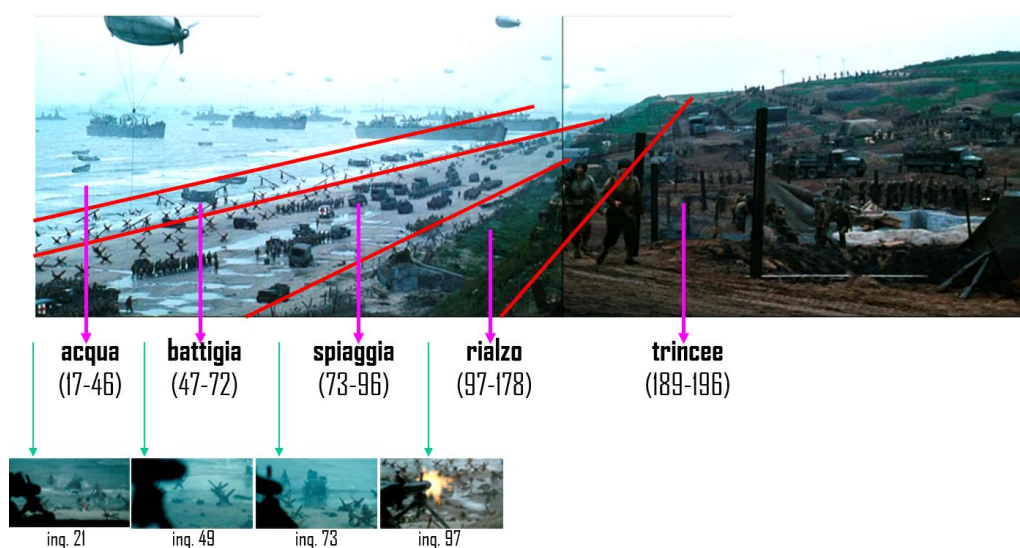 acqua
(17-46)
battigia
(47-72)
spiaggia
(73-96)
rialzo
(97-178)
trincee
(189-196)
inq. 21
inq. 49
inq. 73
inq. 97